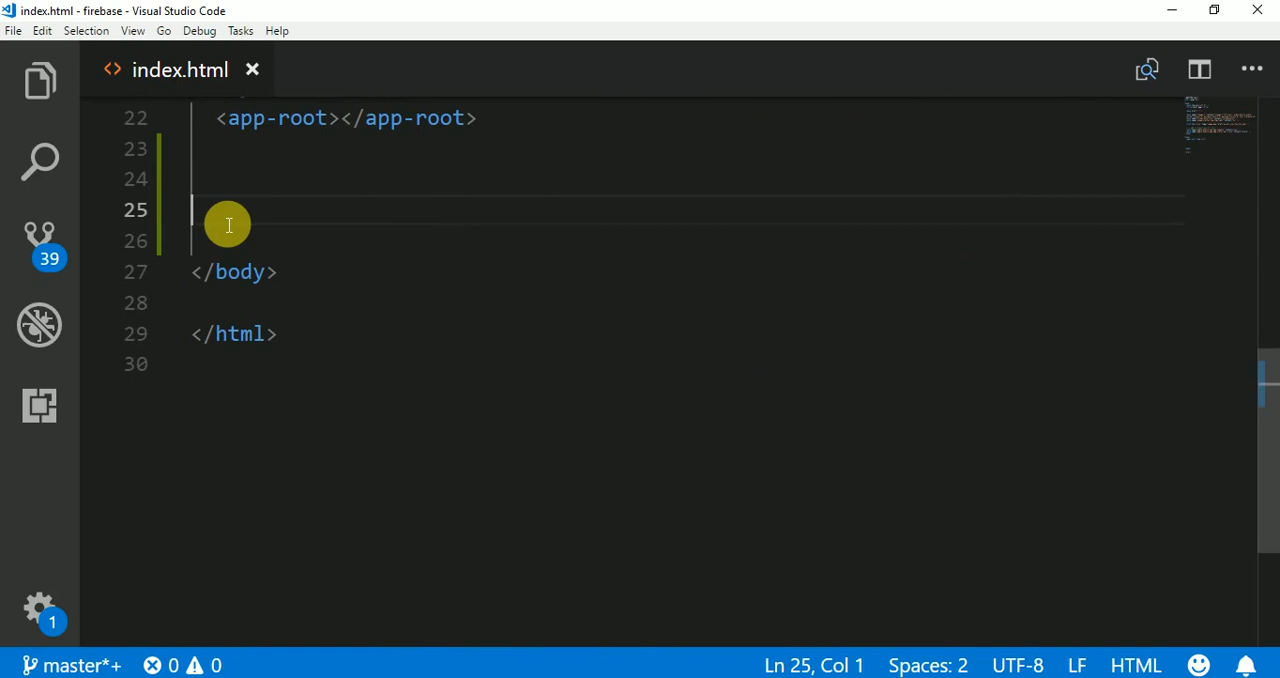 index.html - firebase - Visual Studio Code
File Edit Selection View Go Debug Tasks Help
<> index.html
22 <app-root></app-root>
23
24
25
26
27 </body>
28
29 </html>
30
39
1
master*+ 0 0 Ln 25, Col 1 Spaces: 2 UTF-8 LF HTML